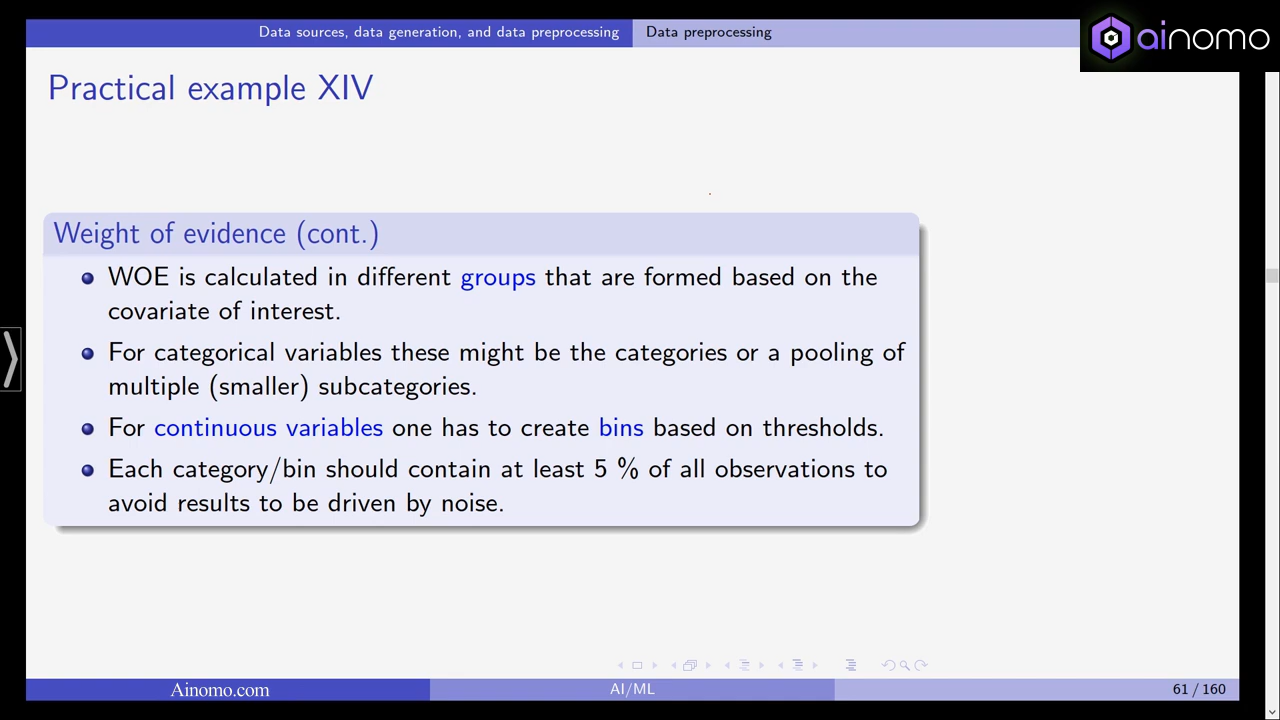 Data sources, data generation, and data preprocessing Data preprocessing
ainomo
Practical example XIV
Weight of evidence (cont.)
WOE is calculated in different groups that are formed based on the
covariate of interest.
For categorical variables these might be the categories or a pooling of
multiple (smaller) subcategories.
For continuous variables one has to create bins based on thresholds.
Each category/bin should contain at least 5 % of all observations to
avoid results to be driven by noise.
Ainomo.com AI/ML 61 / 160